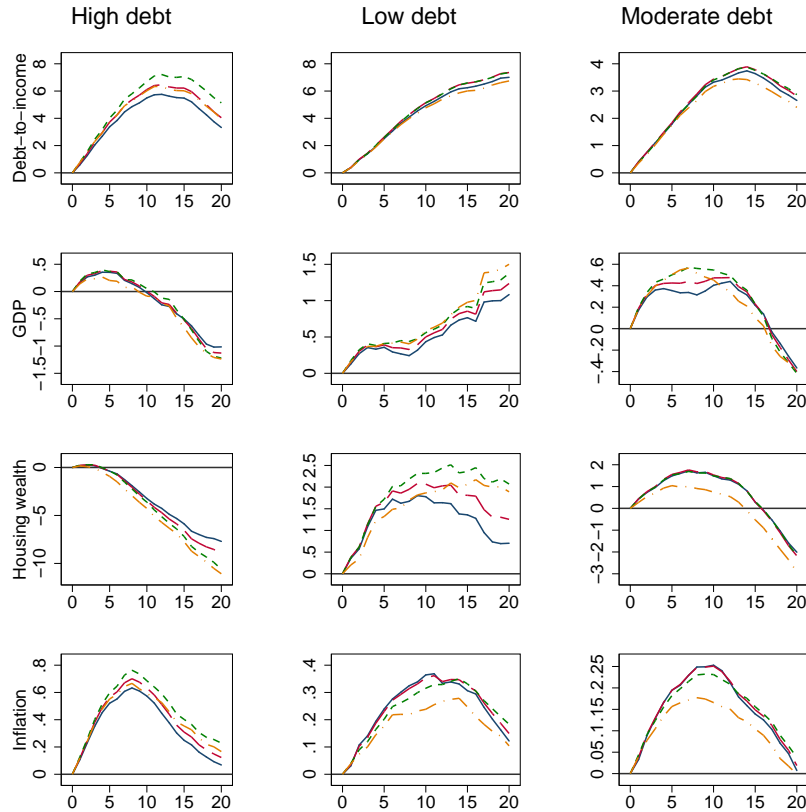 High debt Low debt Moderate debt
Debt-to-income
0 2 4 6 8
0 5 10 15 20
0 2 4 6 8
0 5 10 15 20
0 1 2 3 4
0 5 10 15 20
GDP
-1.5 -1 -.5 0 .5
0 5 10 15 20
0 .5 1 1.5
0 5 10 15 20
-.4 -.2 0 .2 .4 .6
0 5 10 15 20
Housing wealth
-10 -5 0
0 5 10 15 20
0 .5 1 1.5 2 2.5
0 5 10 15 20
-3 -2 -1 0 1 2
0 5 10 15 20
Inflation
0 .2 .4 .6 .8
0 5 10 15 20
0 .1 .2 .3 .4
0 5 10 15 20
0 .05 .1 .15 .2 .25
0 5 10 15 20